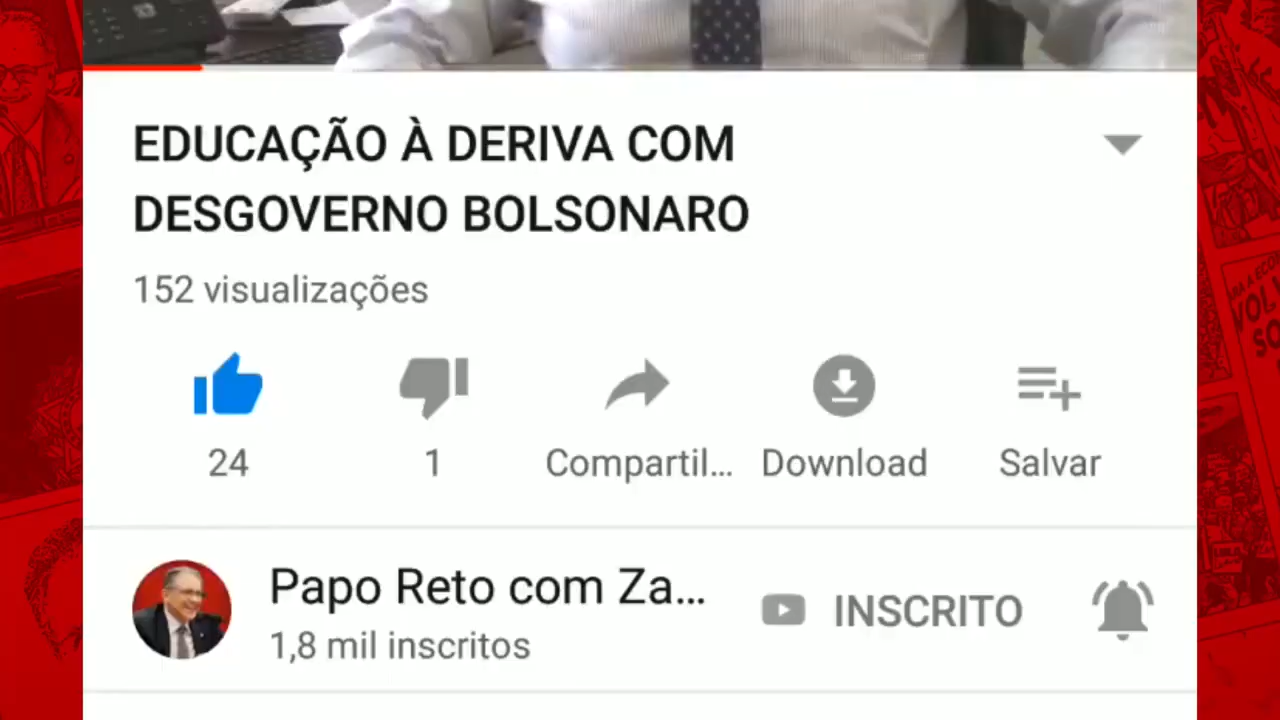 EDUCAÇÃO À DERIVA COM
DESGOVERNO BOLSONARO
152 visualizações
24
1
Compartil...
Download
Salvar
Papo Reto com Za...
INSCRITO
1,8 mil inscritos